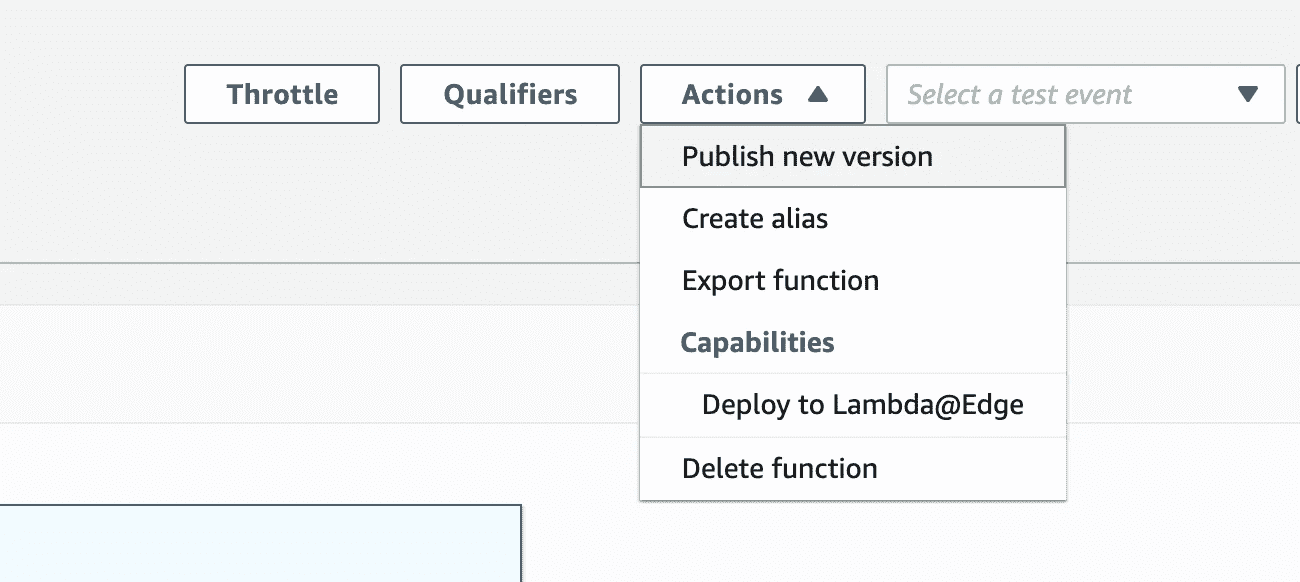 Throttle Qualifiers Actions Select a test event
Publish new version
Create alias
Export function
Capabilities
Deploy to Lambda@Edge
Delete function